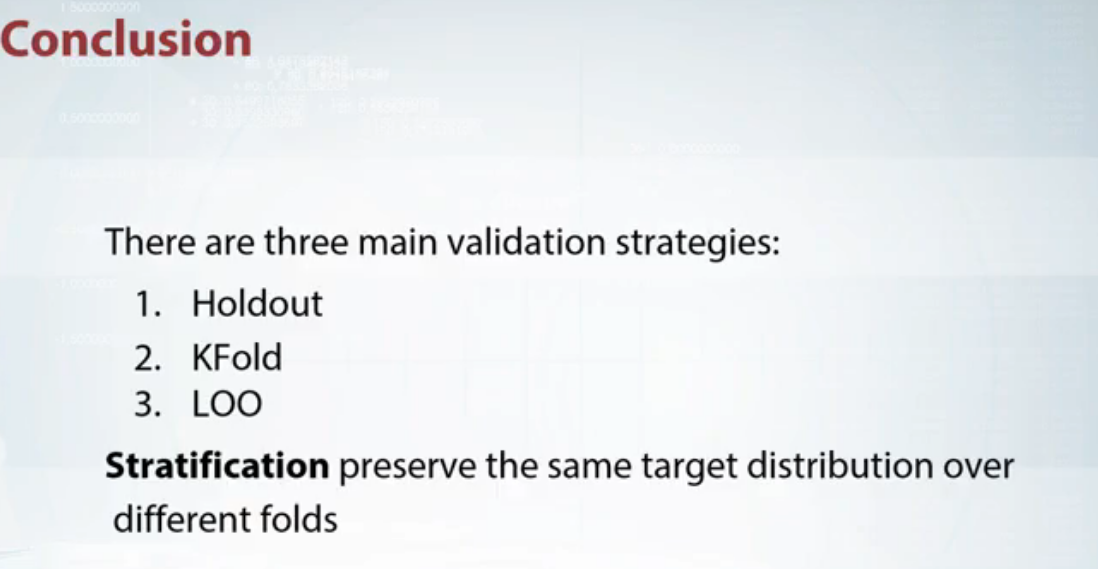 Conclusion
There are three main validation strategies:
1. Holdout
2. KFold
3. LOO
Stratification preserve the same target distribution over
different folds